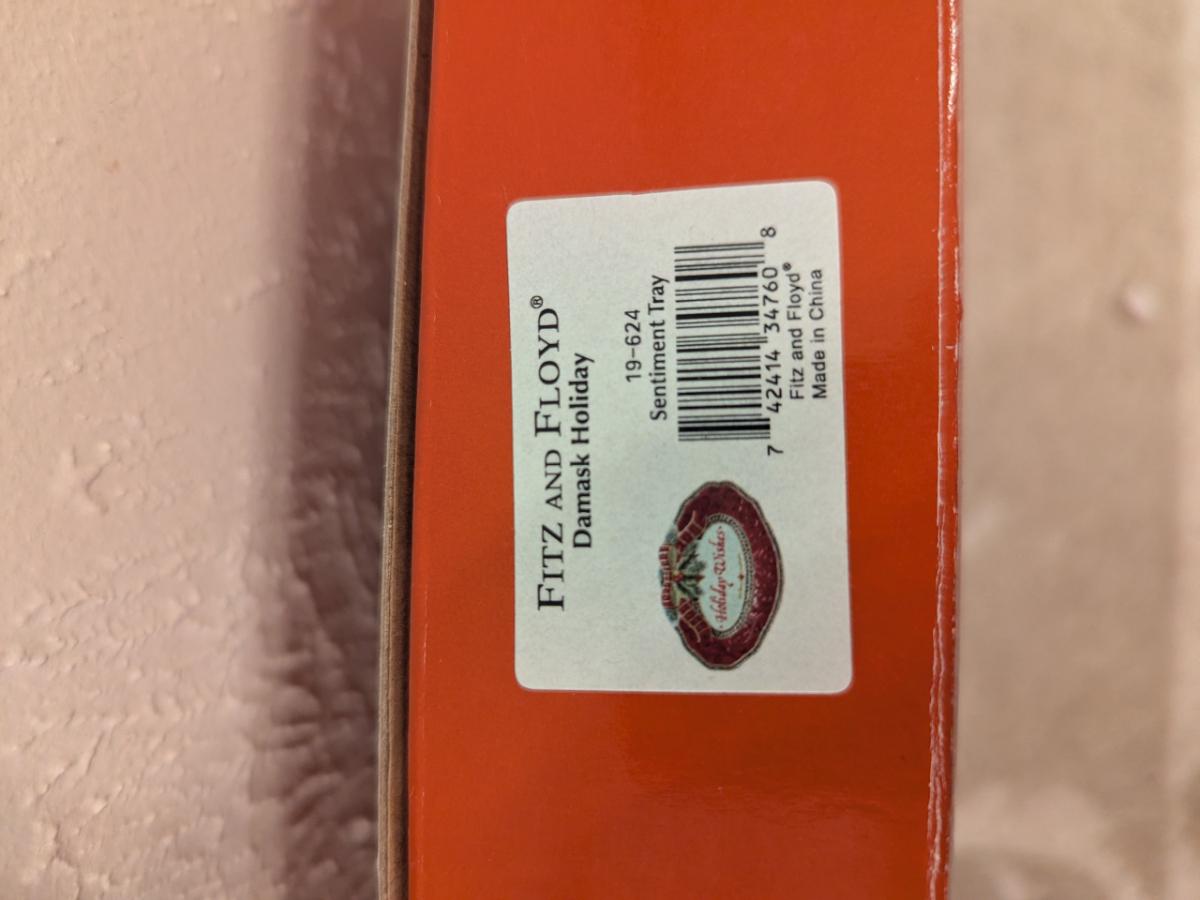 FITZ AND FLOYD®
Damask Holiday
19-624
Sentiment Tray
7 42414 34760 8
Fitz and Floyd®
Made in China
Holiday Wishes